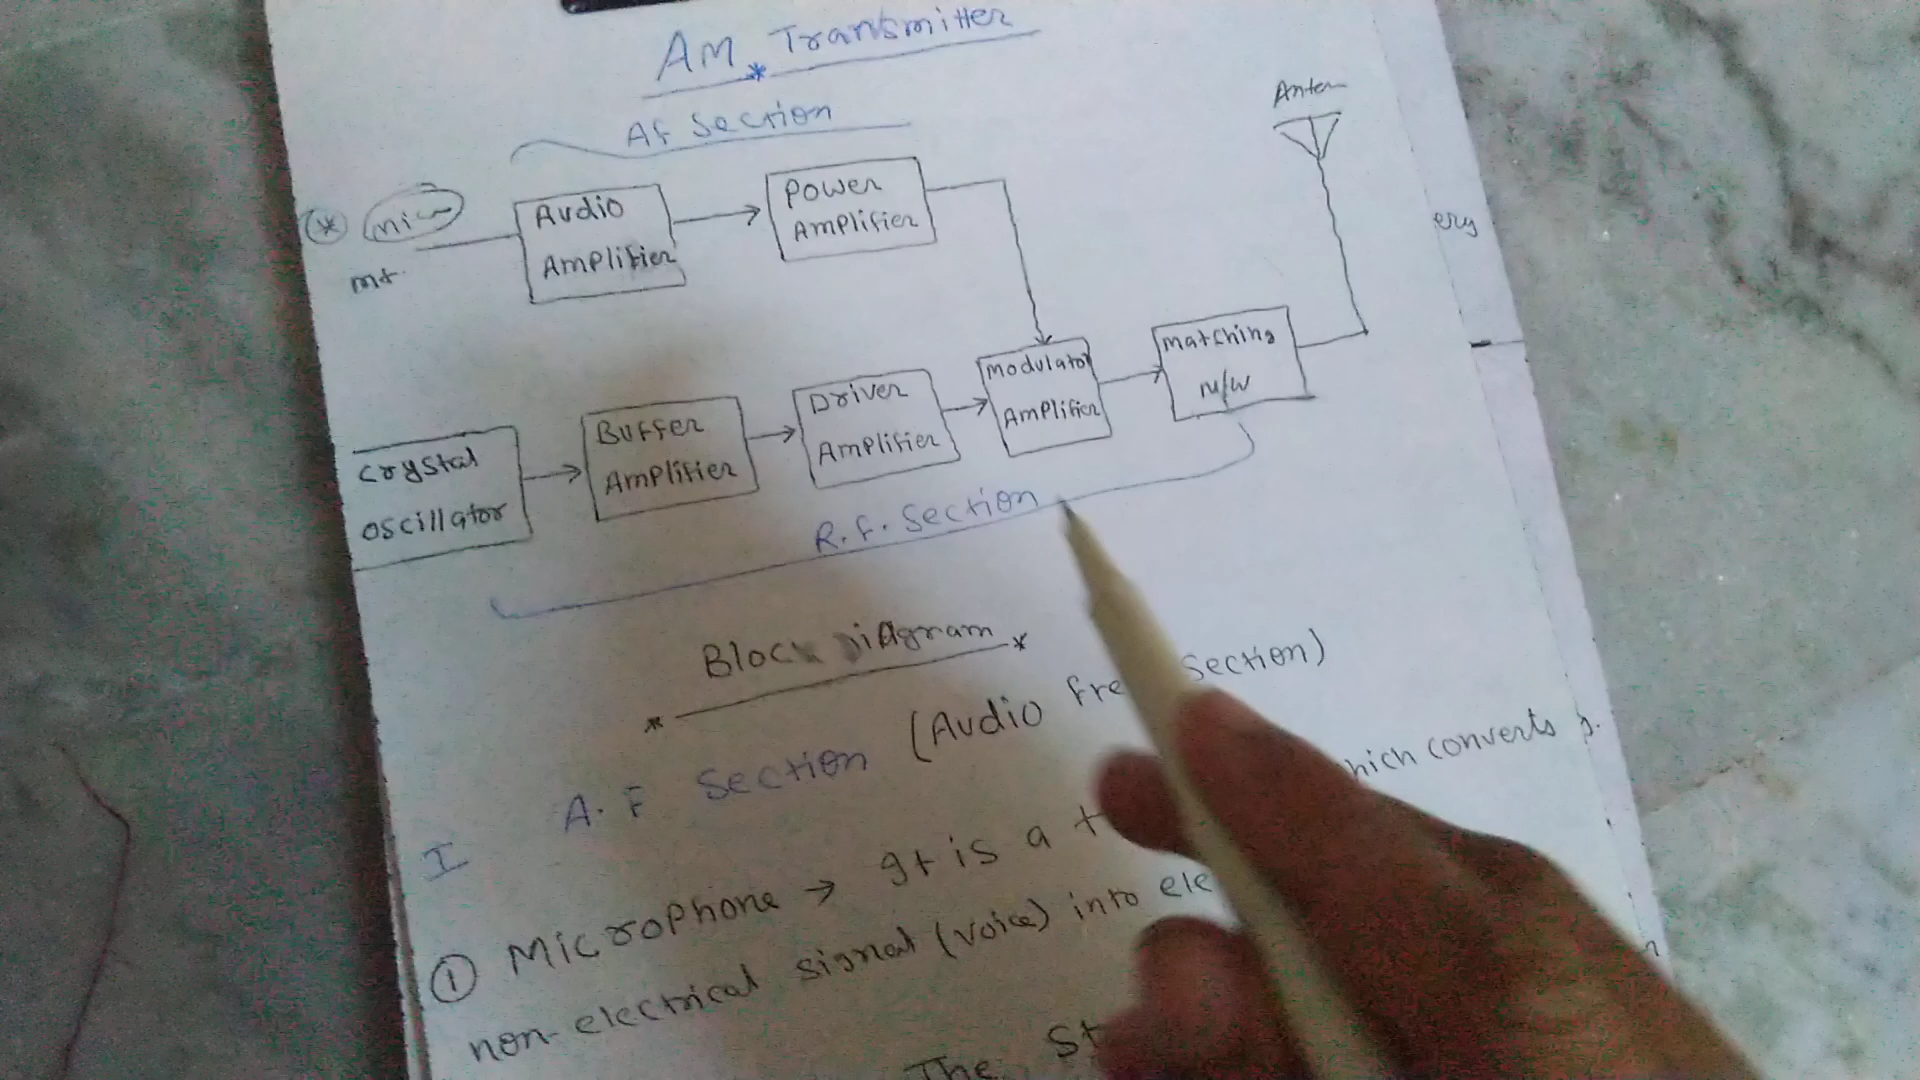 AM Transmitter
AF Section
Anten
mic
mt
Audio
Amplifier
Power
Amplifier
ery
Crystal
oscillator
Buffer
Amplifier
Driver
Amplifier
modulator
Amplifier
matching
n/w
R.F. Section
Block Diagram
I A.F Section (Audio fre Section)
① Microphone → It is a t hich converts
non-electrical signal (voice) into ele
The St